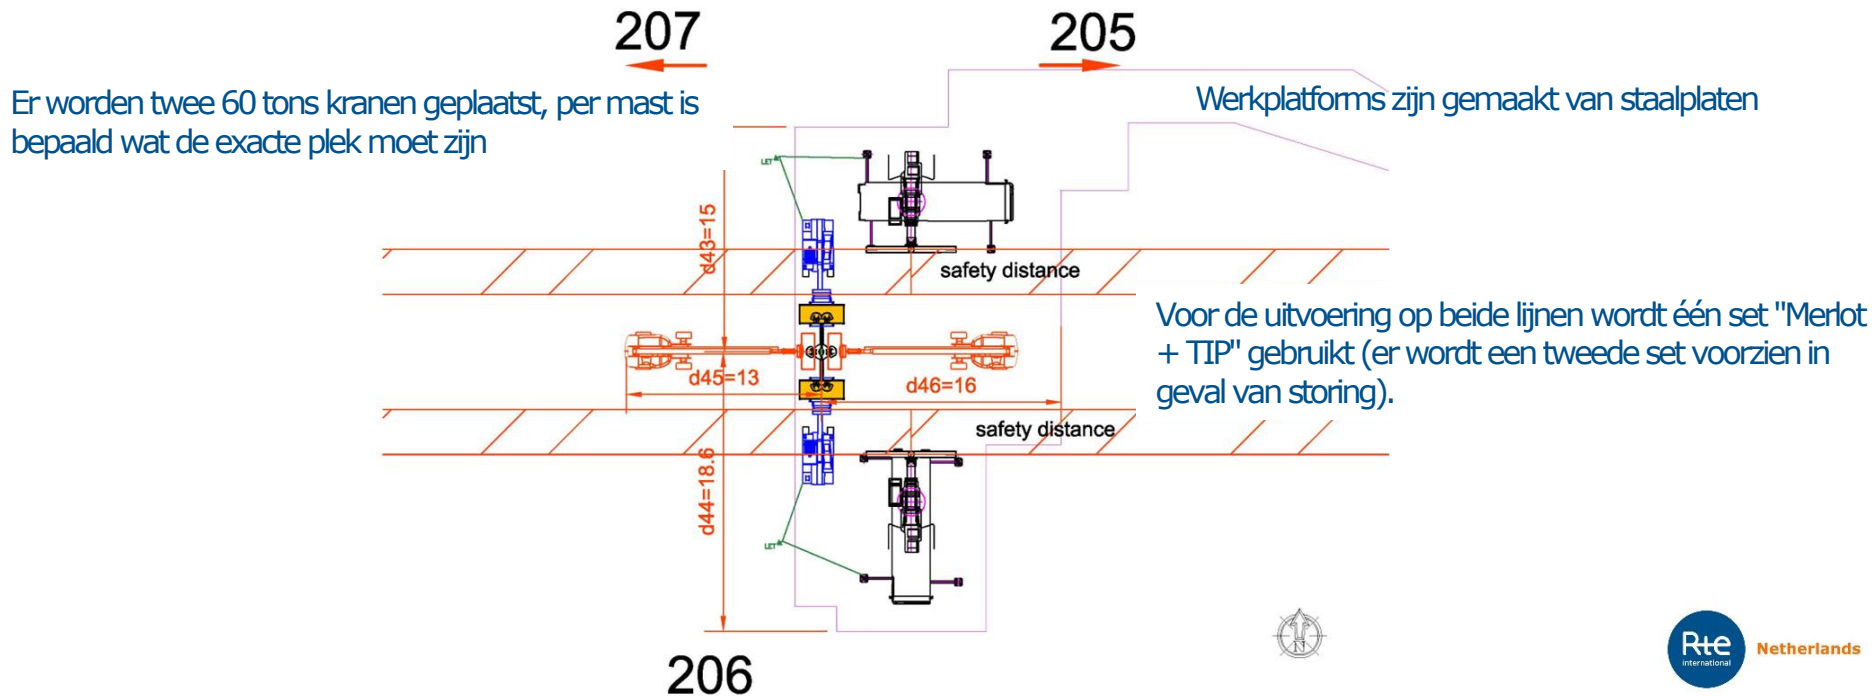 207
205
Er worden twee 60 tons kranen geplaatst, per mast is
bepaald wat de exacte plek moet zijn
Werkplatforms zijn gemaakt van staalplaten
LET
d43=15
safety distance
Voor de uitvoering op beide lijnen wordt één set "Merlot
+ TIP" gebruikt (er wordt een tweede set voorzien in
geval van storing).
d45=13
d46=16
safety distance
d44=18.6
LET
206
N
Rte
international
Netherlands